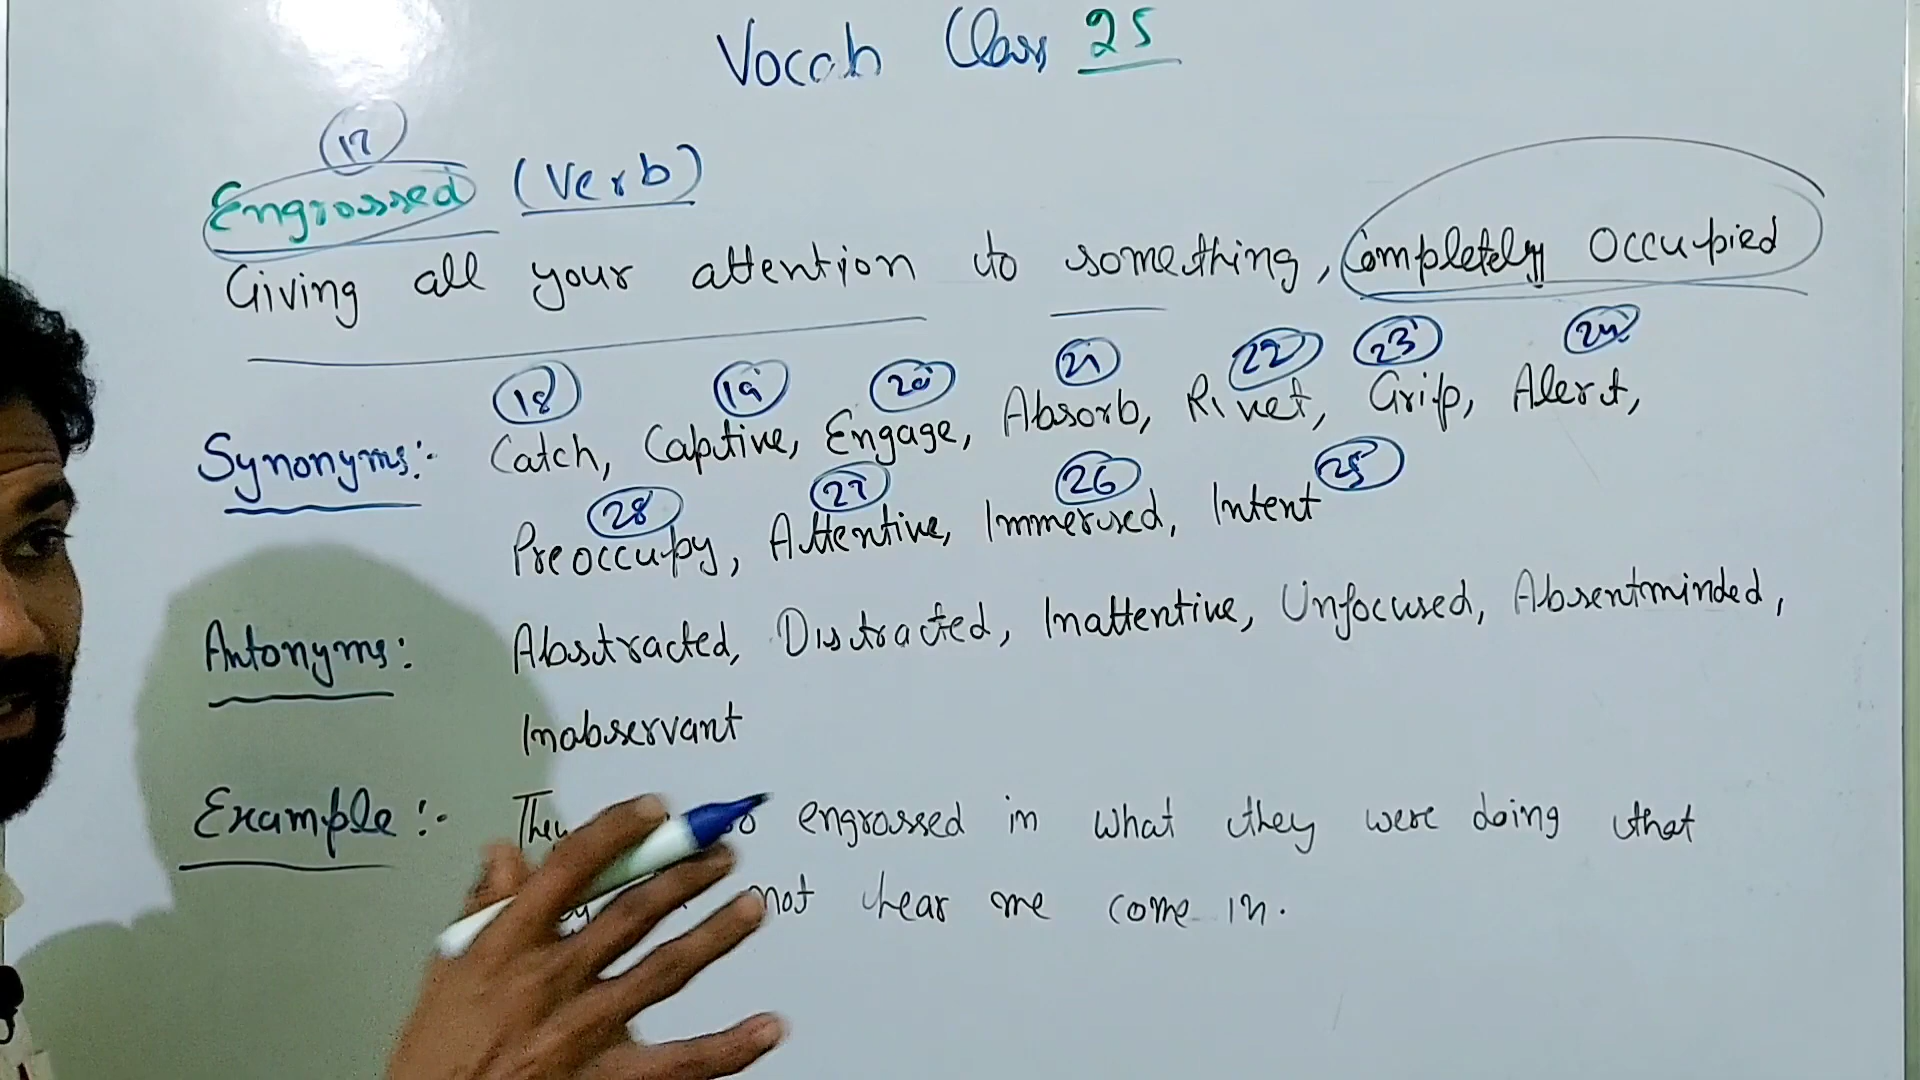 Vocab Class 25
17
Engrossed (Verb)
Giving all your attention to something, Completely Occupied
18 19 20 21 22 23 24
Synonyms:- Catch, Captive, Engage, Absorb, Rivet, Grip, Alert,
28 27 26 25
Preoccupy, Attentive, Immersed, Intent
Antonyms: Abstracted, Distracted, Inattentive, Unfocused, Absentminded,
Inobservant
Example:- They so engrossed in what they were doing that
not hear me come in.